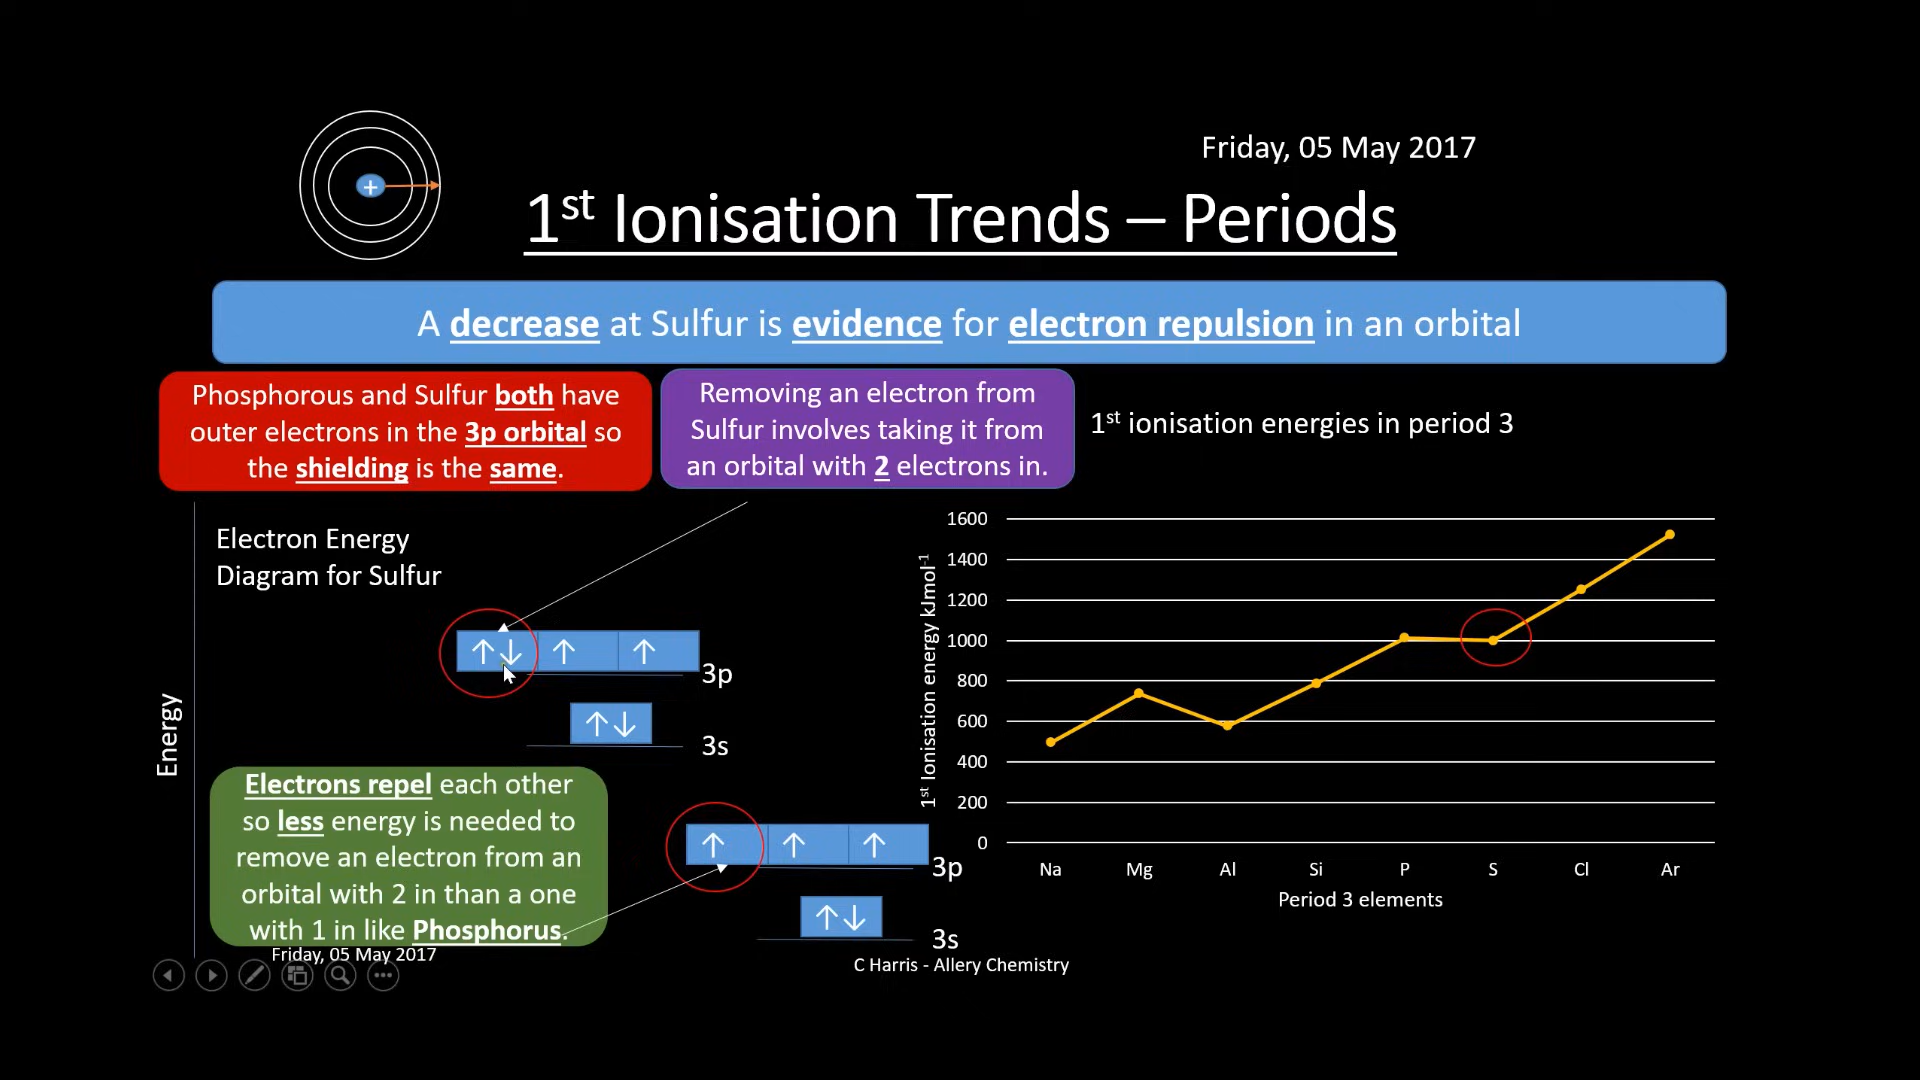 Friday, 05 May 2017
1st Ionisation Trends – Periods
A decrease at Sulfur is evidence for electron repulsion in an orbital
Phosphorous and Sulfur both have
outer electrons in the 3p orbital so
the shielding is the same.
Removing an electron from
Sulfur involves taking it from
an orbital with 2 electrons in.
1st ionisation energies in period 3
Electron Energy
Diagram for Sulfur
Energy
3p
3s
Electrons repel each other
so less energy is needed to
remove an electron from an
orbital with 2 in than a one
with 1 in like Phosphorus.
3p
3s
1st Ionisation energy kJmol-1
1600
1400
1200
1000
800
600
400
200
0
Na Mg Al Si P S Cl Ar
Period 3 elements
Friday, 05 May 2017
C Harris - Allery Chemistry